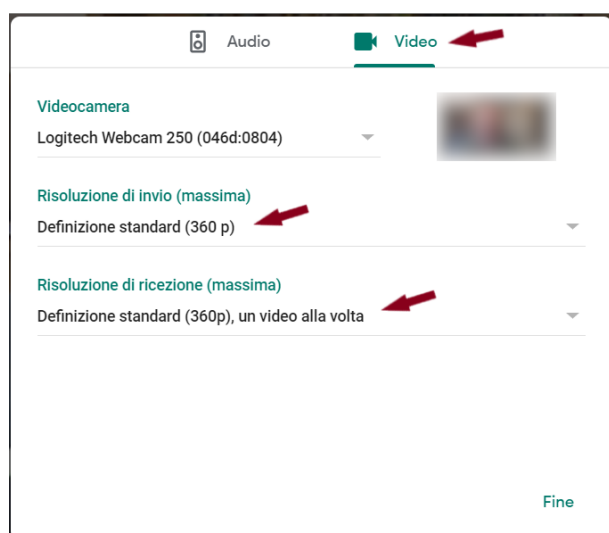 Audio
Video
Videocamera
Logitech Webcam 250 (046d:0804)
Risoluzione di invio (massima)
Definizione standard (360 p)
Risoluzione di ricezione (massima)
Definizione standard (360p), un video alla volta
Fine